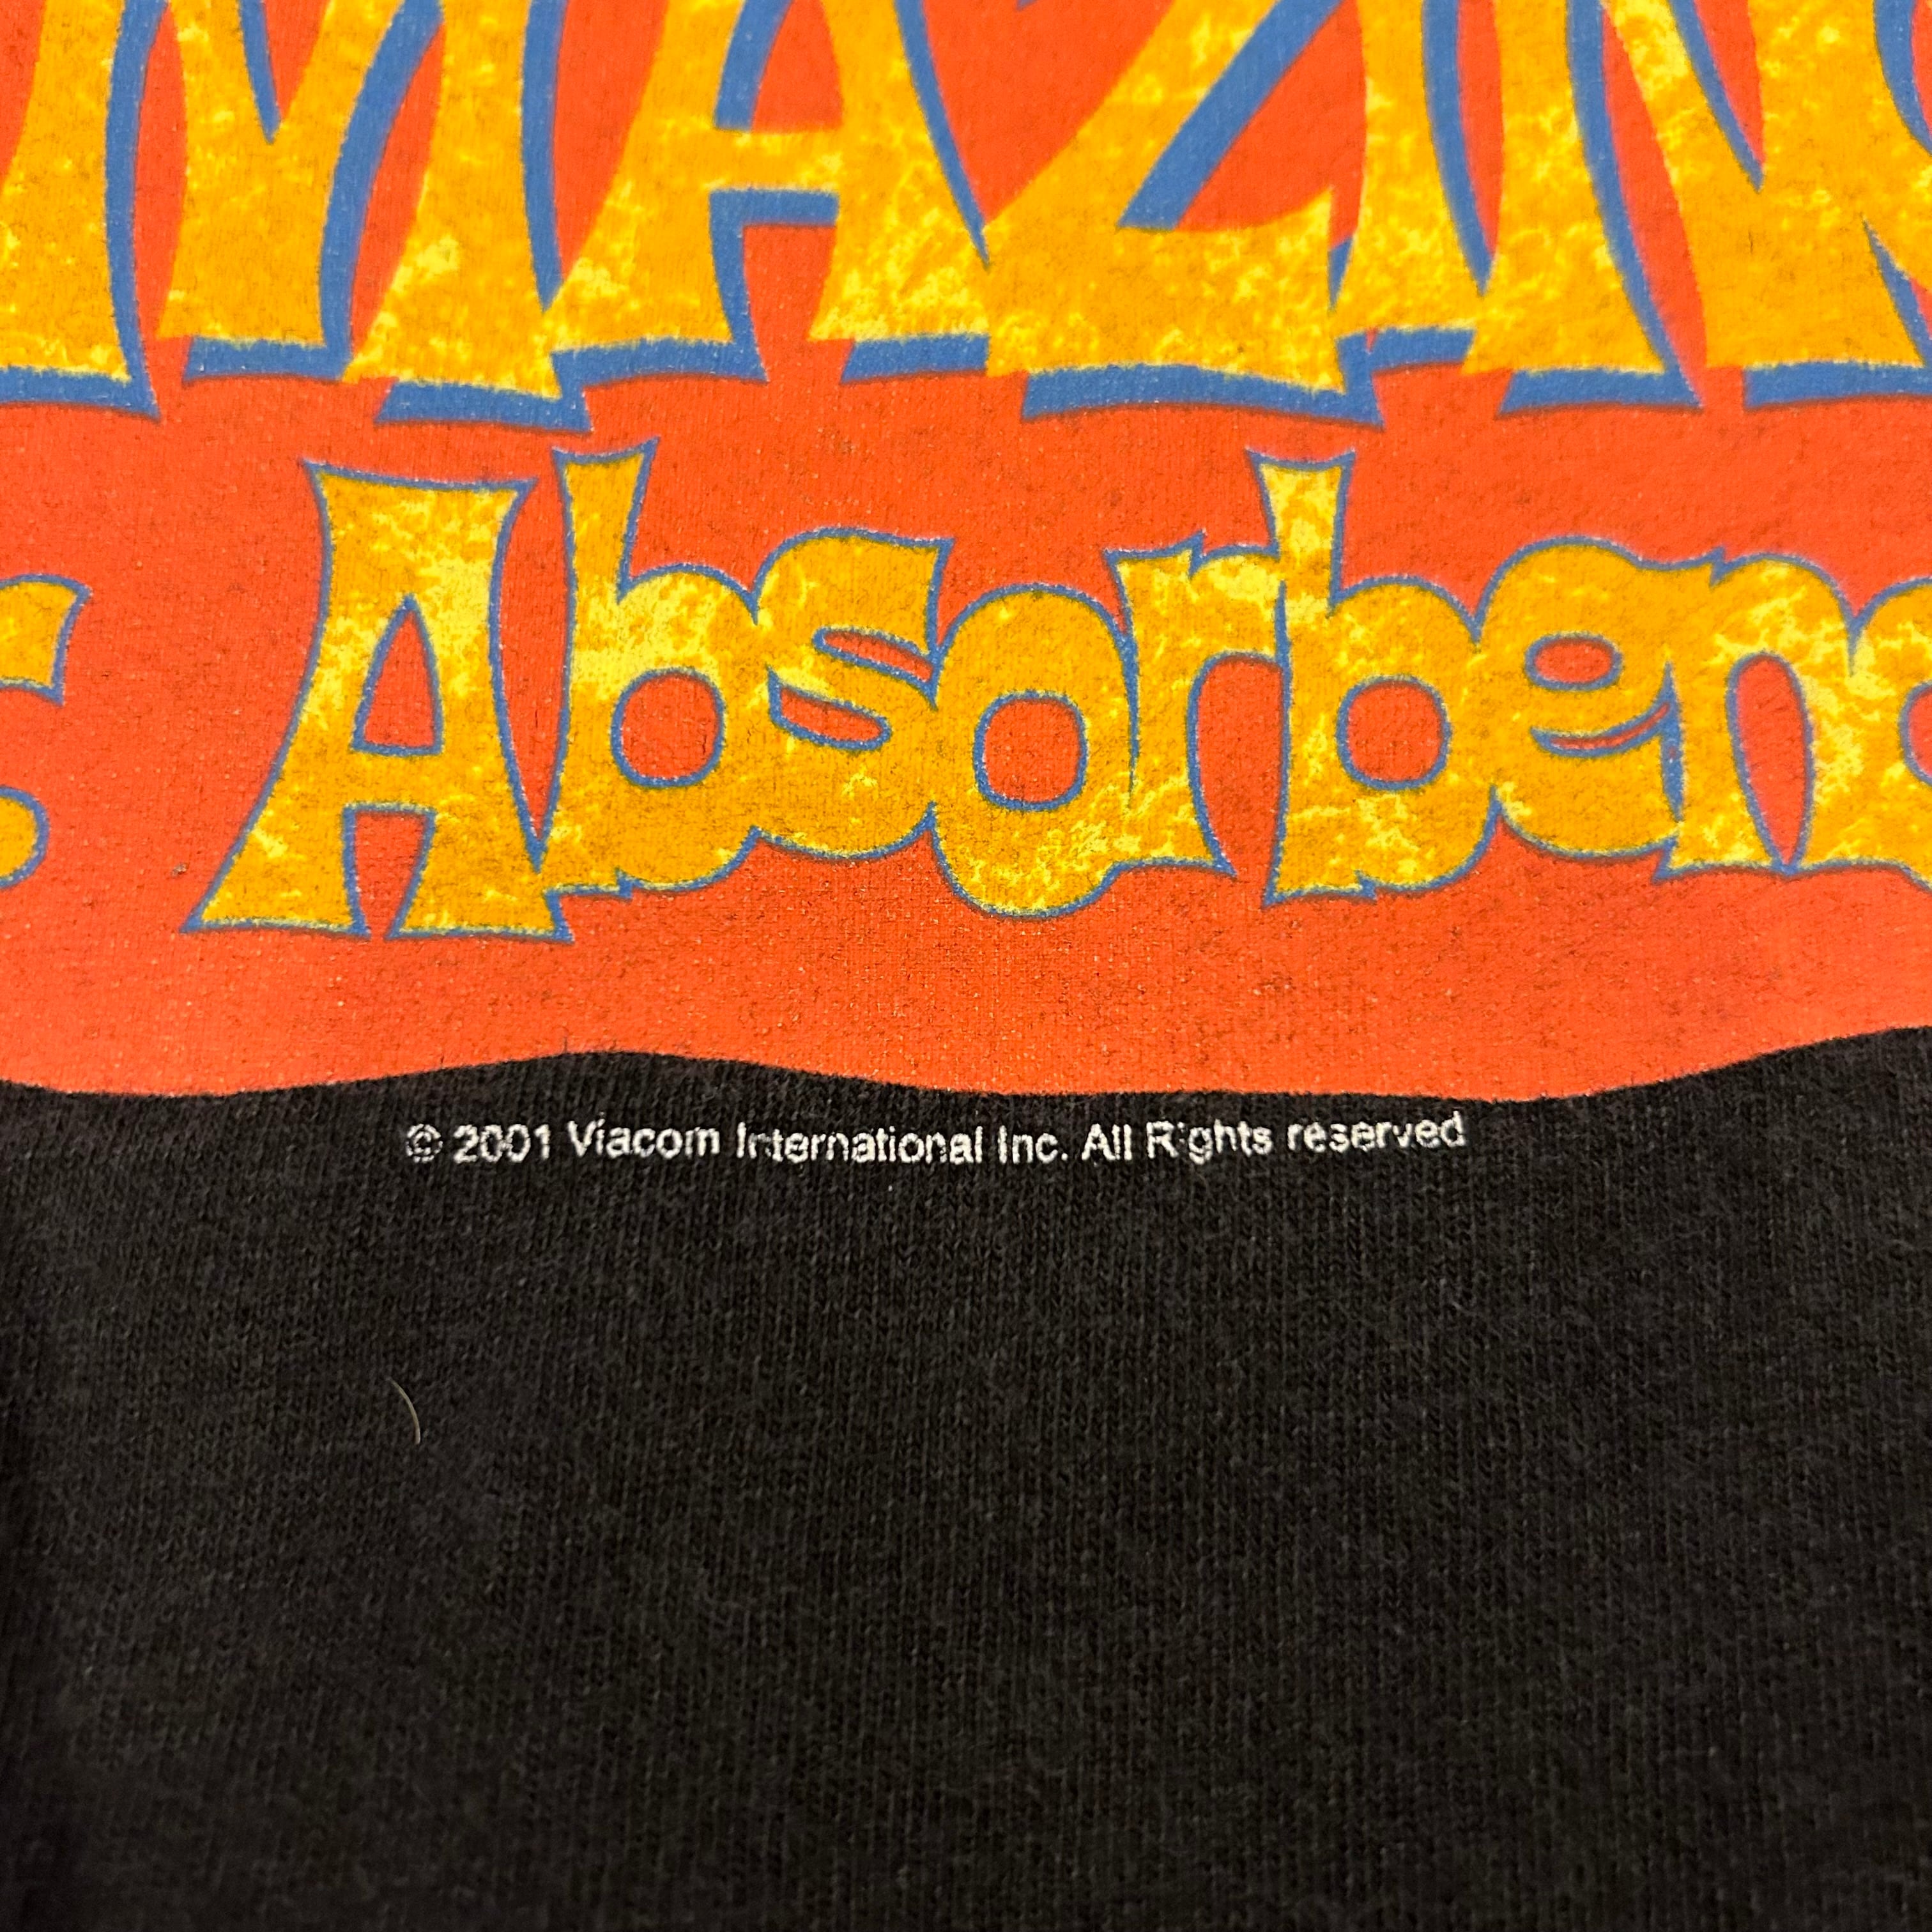 MAZIN
s Absorben
© 2001 Viacom International Inc. All Rights reserved